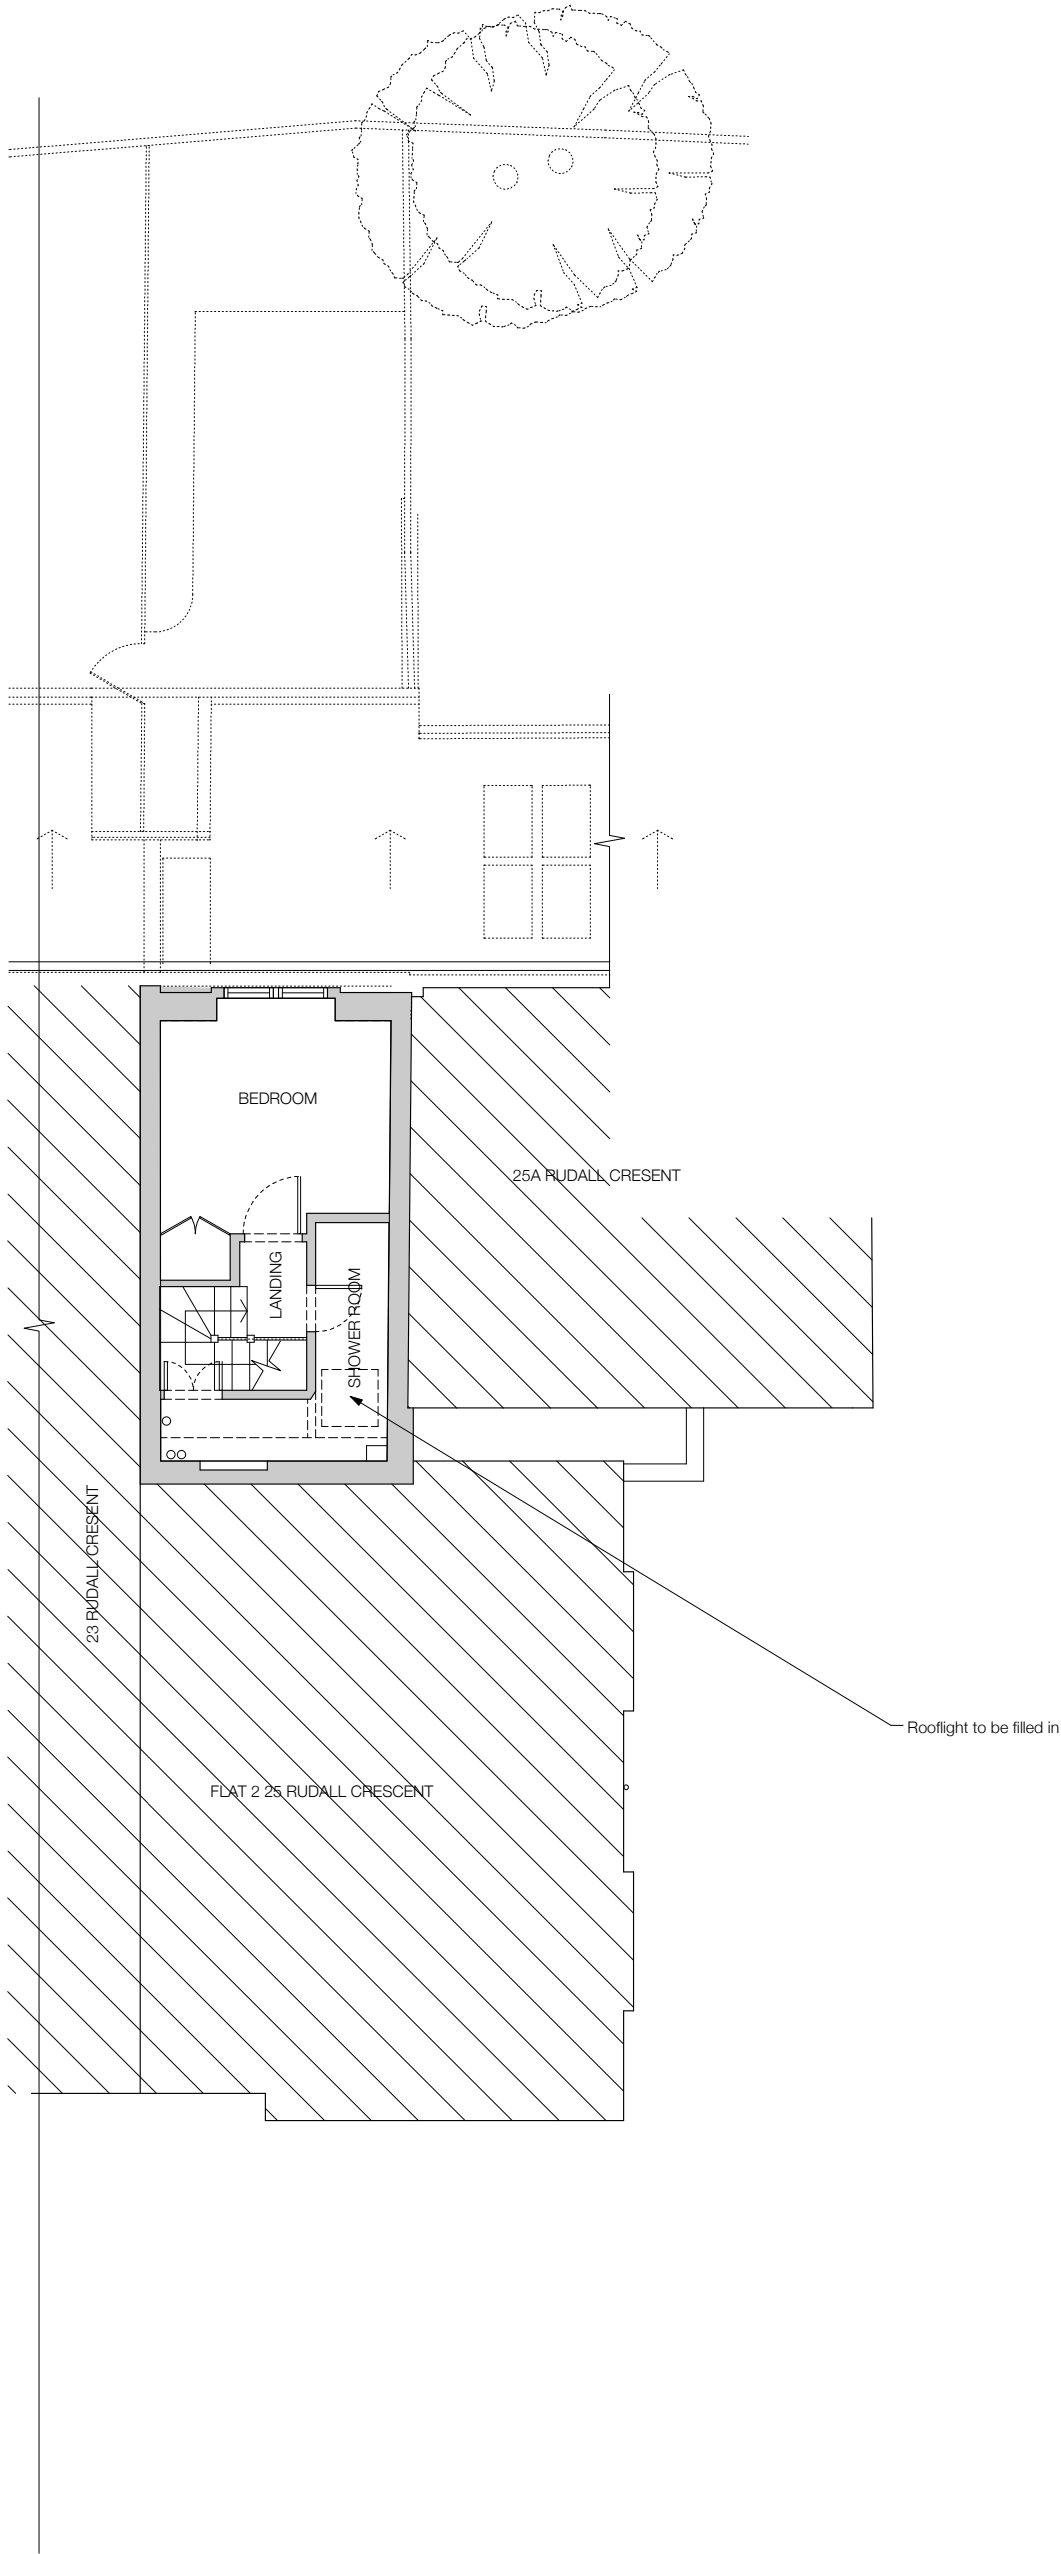 BEDROOM
25A RUDALL CRESENT
LANDING
SHOWER ROOM
23 RUDALL CRESENT
Rooflight to be filled in
FLAT 2 25 RUDALL CRESCENT